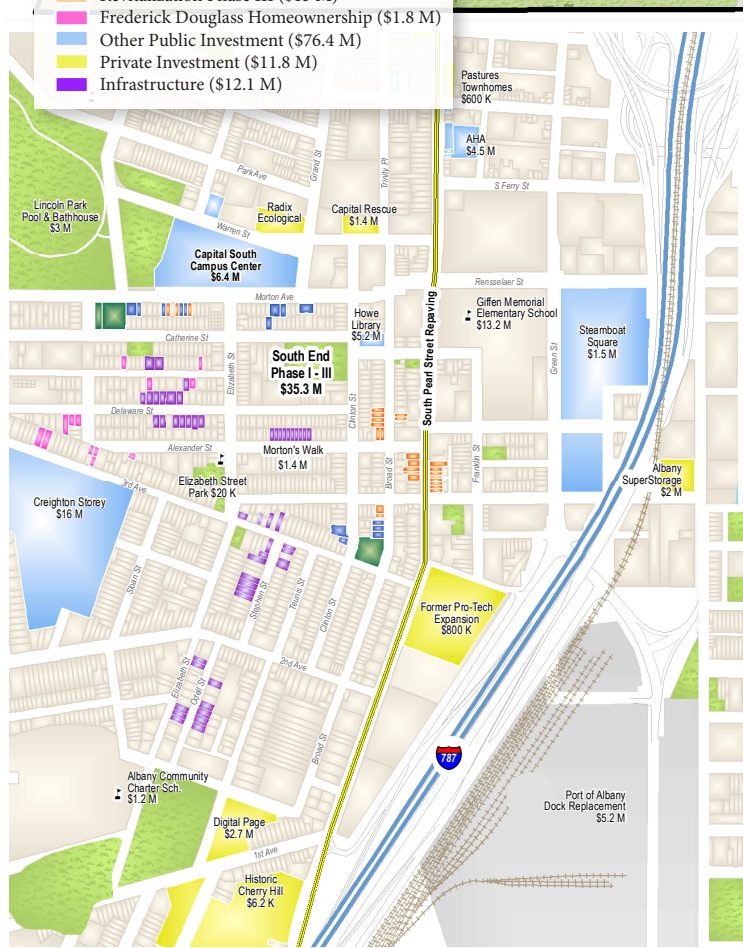 Frederick Douglass Homeownership ($1.8 M)
Other Public Investment ($76.4 M)
Private Investment ($11.8 M)
Infrastructure ($12.1 M)
Pastures
Townhomes
$600 K
AHA
$4.5 M
Grand St
Trinity Pl
Park Ave
S Ferry St
Lincoln Park
Pool & Bathhouse
$3 M
Radix
Ecological
Capital Rescue
$1.4 M
Warren St
Capital South
Campus Center
$6.4 M
Rensselaer St
Morton Ave
Howe
Library
$5.2 M
Giffen Memorial
Elementary School
$13.2 M
Steamboat
Square
$1.5 M
South Pearl Street Repaving
Green St
Catherine St
Elizabeth St
South End
Phase I - III
$35.3 M
Clinton St
Delaware St
Alexander St
Morton's Walk
$1.4 M
Broad St
Franklin St
3rd Ave
Elizabeth Street
Park $20 K
Albany
SuperStorage
$2 M
Creighton Storey
$16 M
Sloan St
Stephen St
Teunis St
Clinton St
Former Pro-Tech
Expansion
$800 K
2nd Ave
Elizabeth St
Odell St
Broad St
787
Albany Community
Charter Sch.
$1.2 M
Port of Albany
Dock Replacement
$5.2 M
Digital Page
$2.7 M
1st Ave
Historic
Cherry Hill
$6.2 K